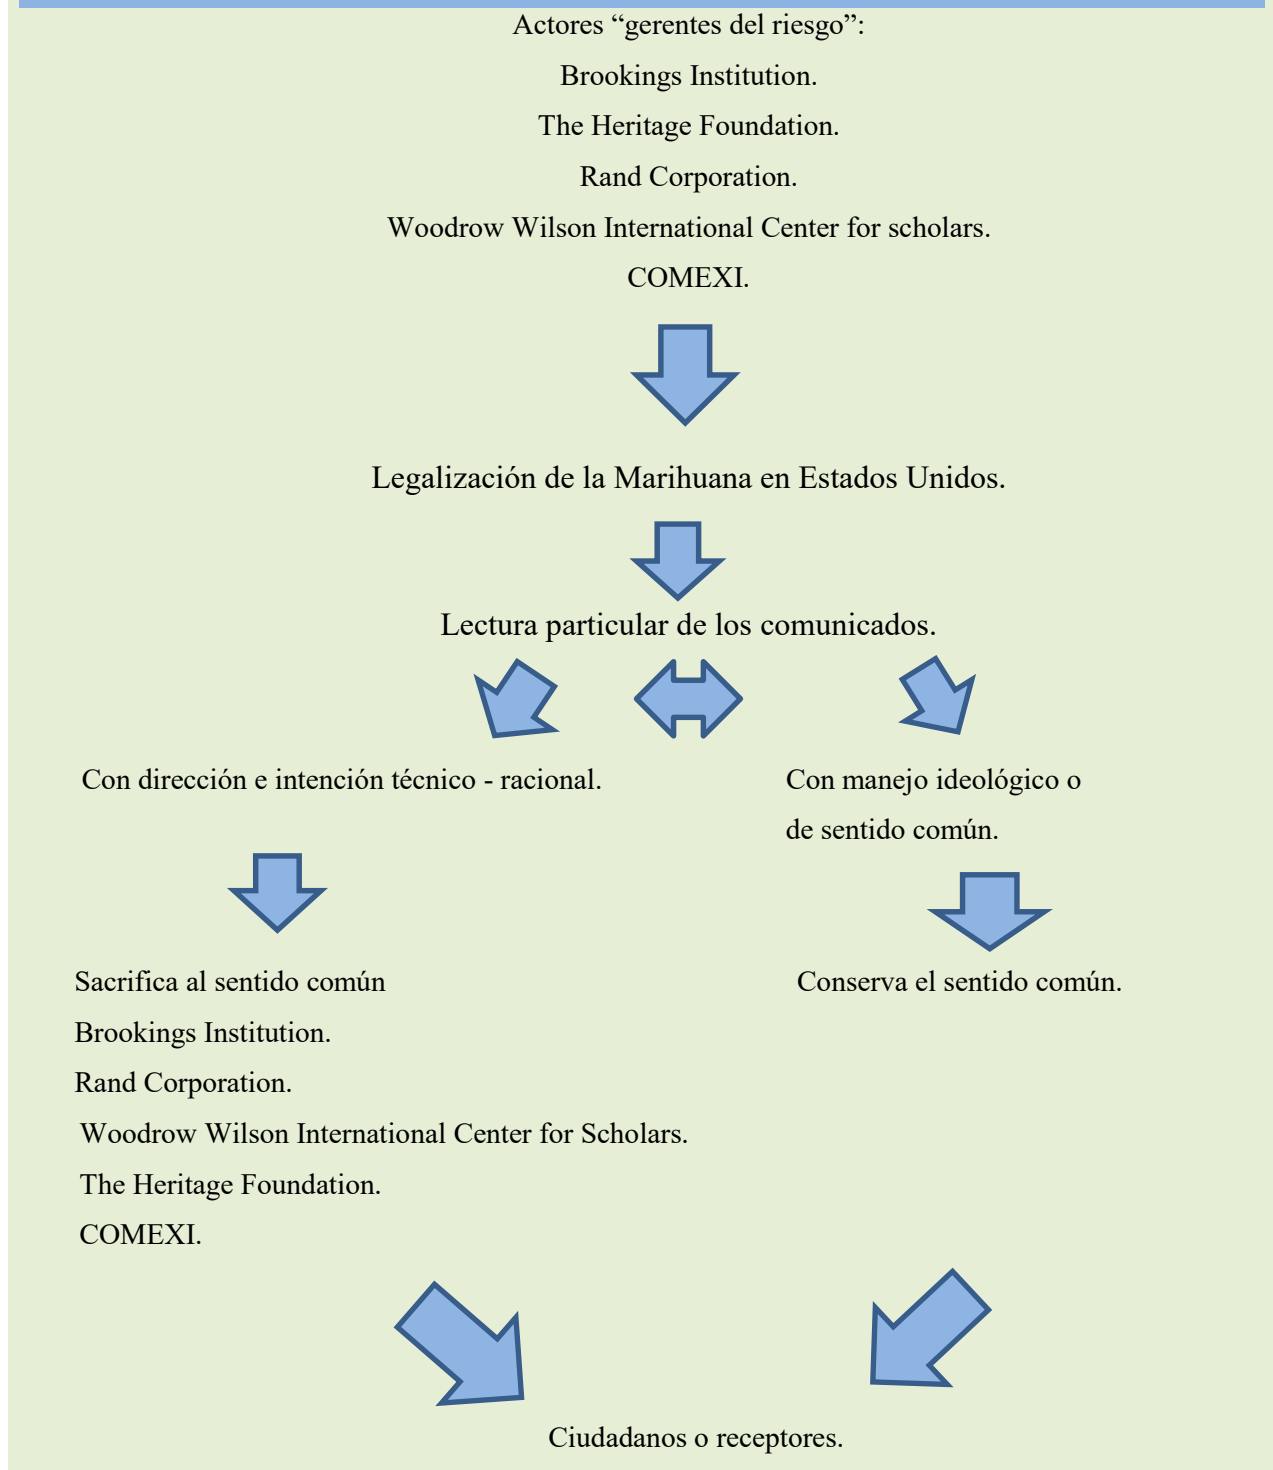 Actores “gerentes del riesgo”:
Brookings Institution.
The Heritage Foundation.
Rand Corporation.
Woodrow Wilson International Center for scholars.
COMEXI.
Legalización de la Marihuana en Estados Unidos.
Lectura particular de los comunicados.
Con dirección e intención técnico - racional.
Con manejo ideológico o
de sentido común.
Sacrifica al sentido común
Brookings Institution.
Rand Corporation.
Woodrow Wilson International Center for Scholars.
The Heritage Foundation.
COMEXI.
Conserva el sentido común.
Ciudadanos o receptores.